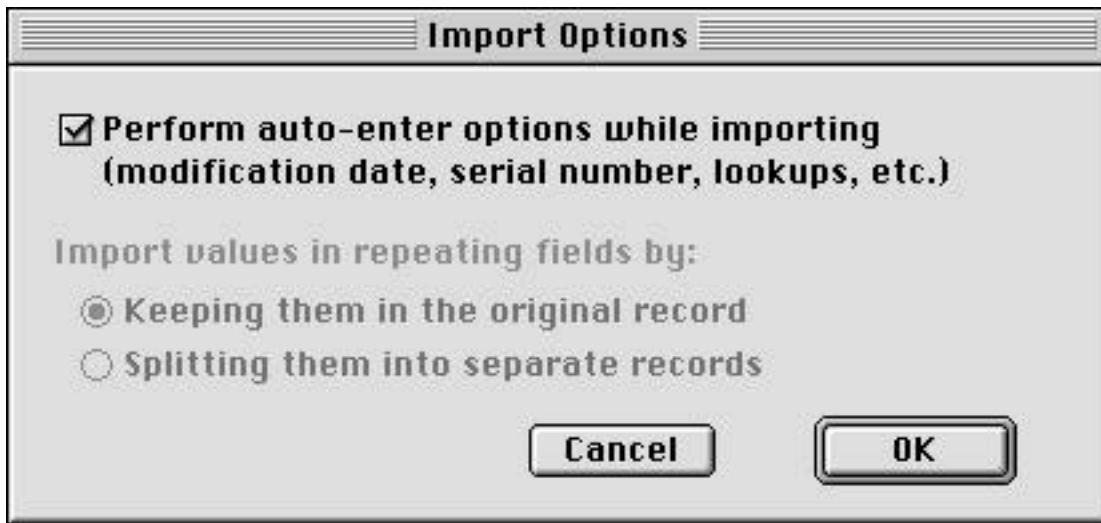 Import Options
Perform auto-enter options while importing
(modification date, serial number, lookups, etc.)
Import values in repeating fields by:
Keeping them in the original record
Splitting them into separate records
Cancel OK